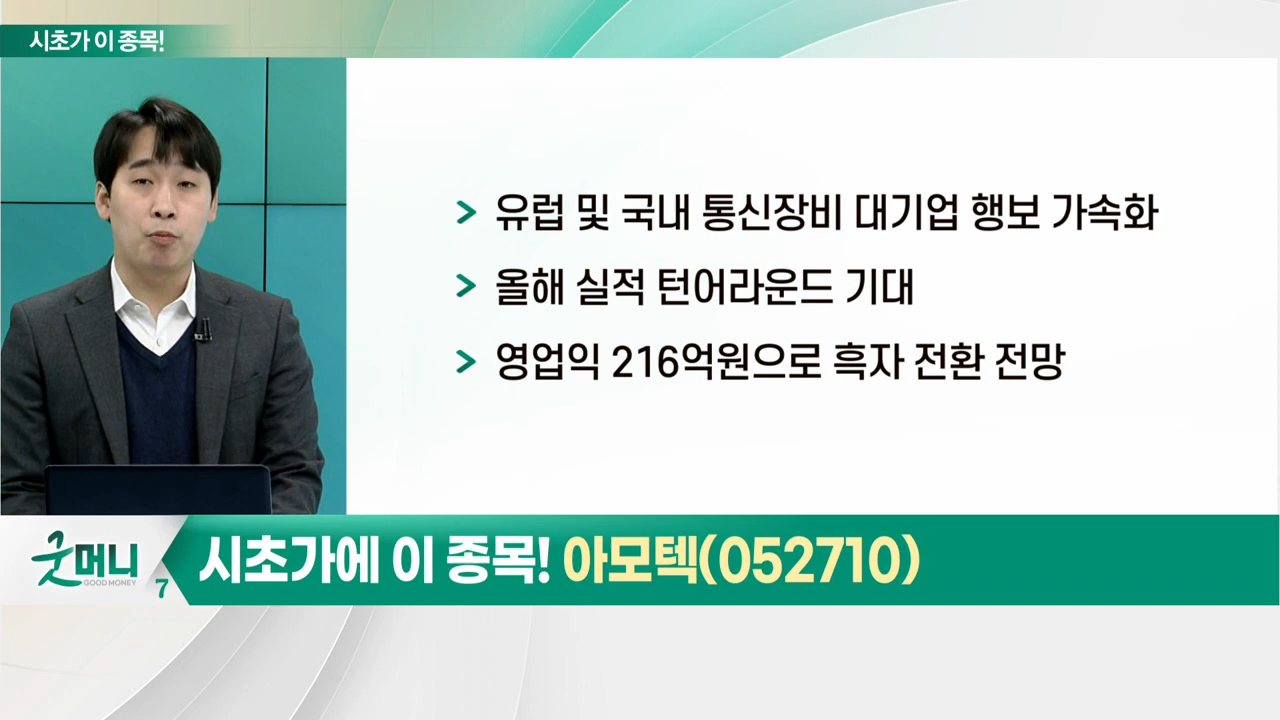 시초가 이 종목!
> 유럽 및 국내 통신장비 대기업 행보 가속화
> 올해 실적 턴어라운드 기대
> 영업익 216억원으로 흑자 전환 전망
굿머니
GOOD MONEY
7
시초가에 이 종목! 아모텍(052710)